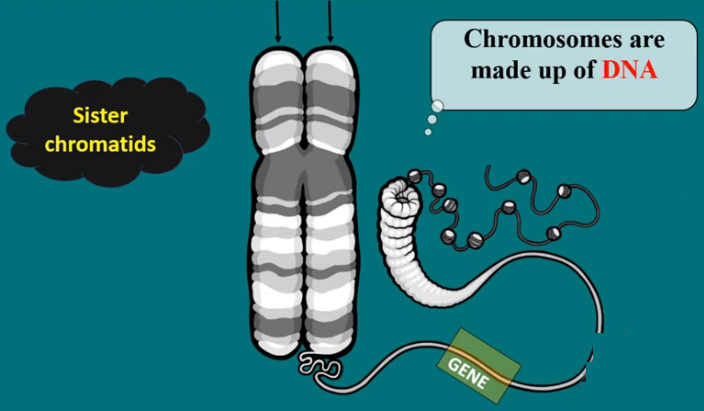 Chromosomes are
made up of DNA
Sister
chromatids
GENE